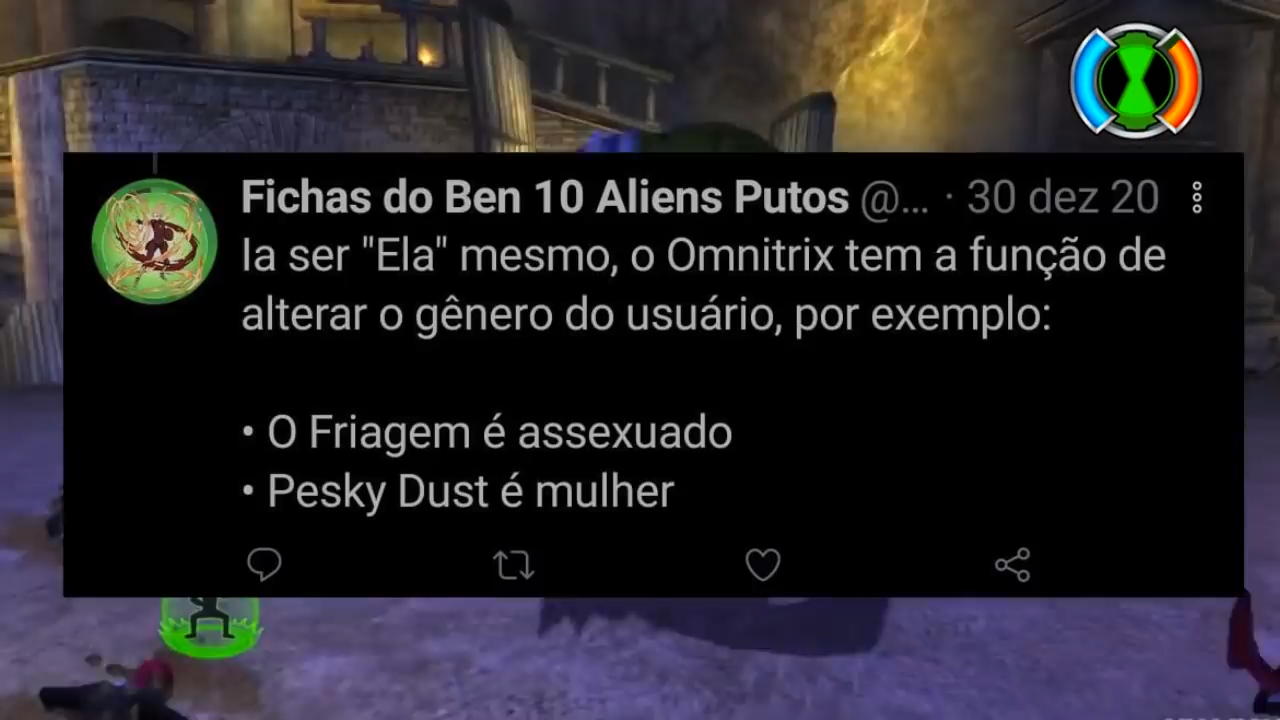 Fichas do Ben 10 Aliens Putos @... · 30 dez 20
Ia ser "Ela" mesmo, o Omnitrix tem a função de
alterar o gênero do usuário, por exemplo:
• O Friagem é assexuado
• Pesky Dust é mulher